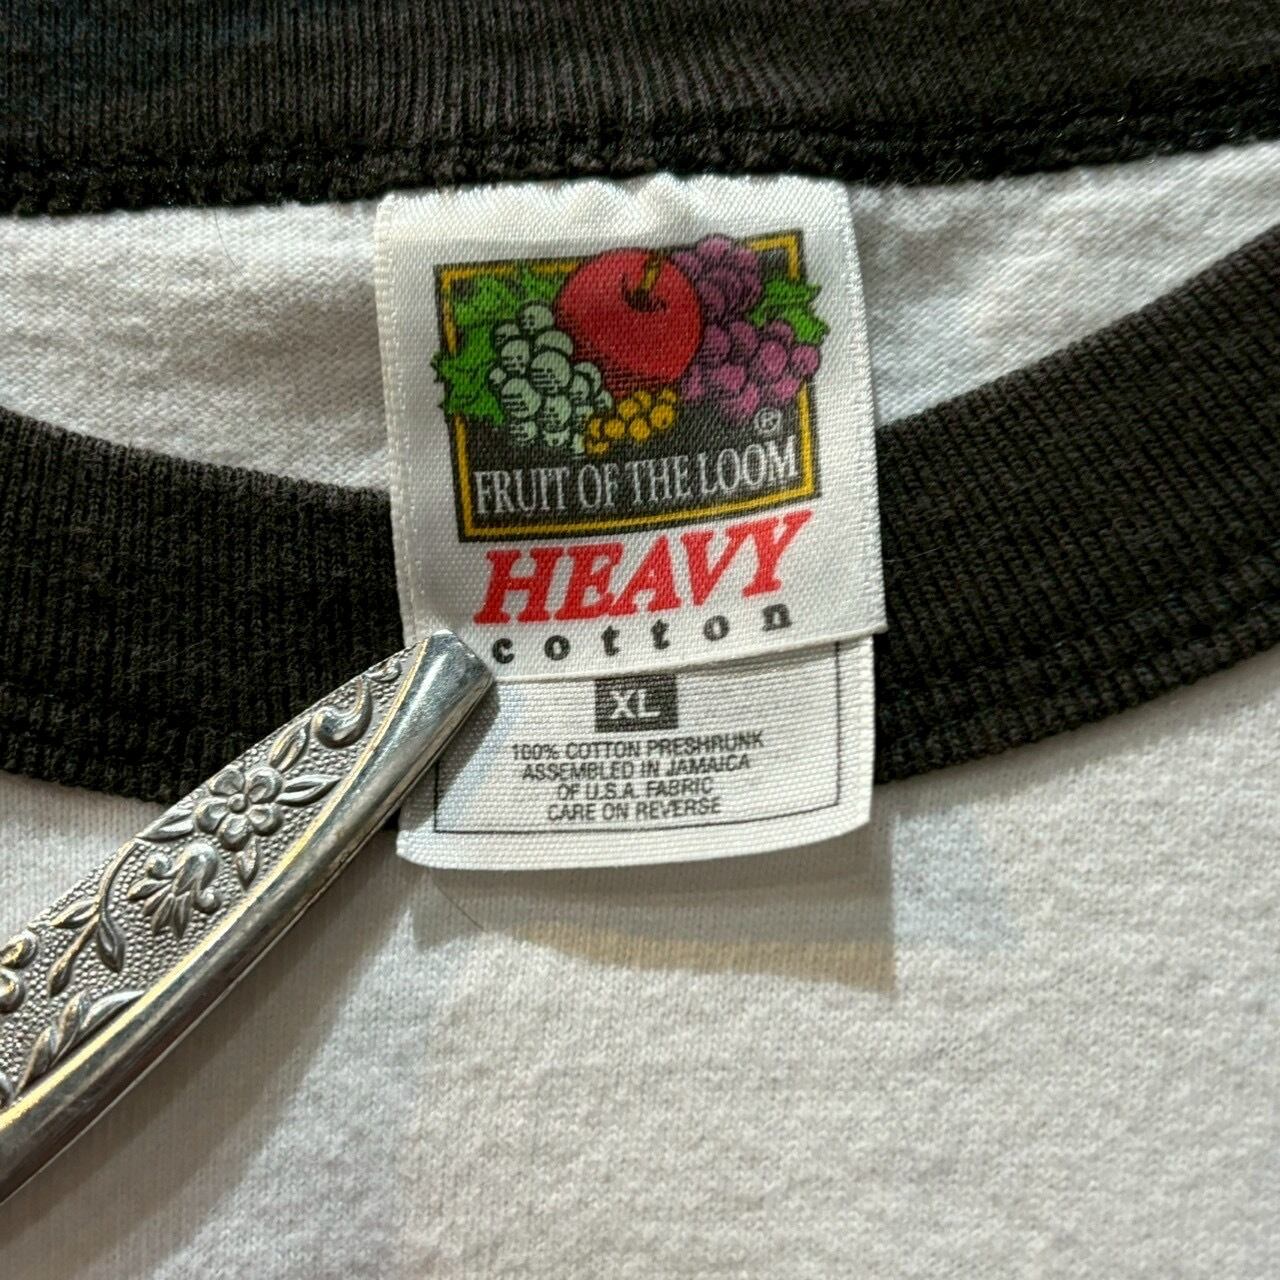 ®
FRUIT OF THE LOOM
HEAVY
cotton
XL
100% COTTON PRESHRUNK
ASSEMBLED IN JAMAICA
OF U.S.A. FABRIC
CARE ON REVERSE